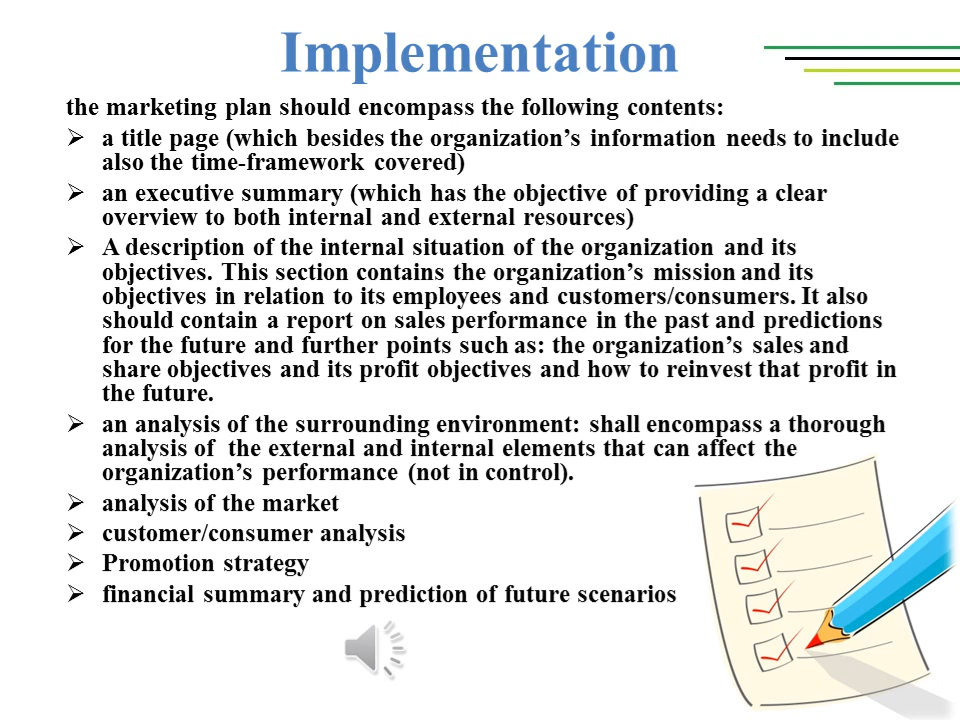 Implementation
the marketing plan should encompass the following contents:
➢ a title page (which besides the organization’s information needs to include
also the time-framework covered)
➢ an executive summary (which has the objective of providing a clear
overview to both internal and external resources)
➢ A description of the internal situation of the organization and its
objectives. This section contains the organization’s mission and its
objectives in relation to its employees and customers/consumers. It also
should contain a report on sales performance in the past and predictions
for the future and further points such as: the organization’s sales and
share objectives and its profit objectives and how to reinvest that profit in
the future.
➢ an analysis of the surrounding environment: shall encompass a thorough
analysis of  the external and internal elements that can affect the
organization’s performance (not in control).
➢ analysis of the market
➢ customer/consumer analysis
➢ Promotion strategy
➢ financial summary and prediction of future scenarios